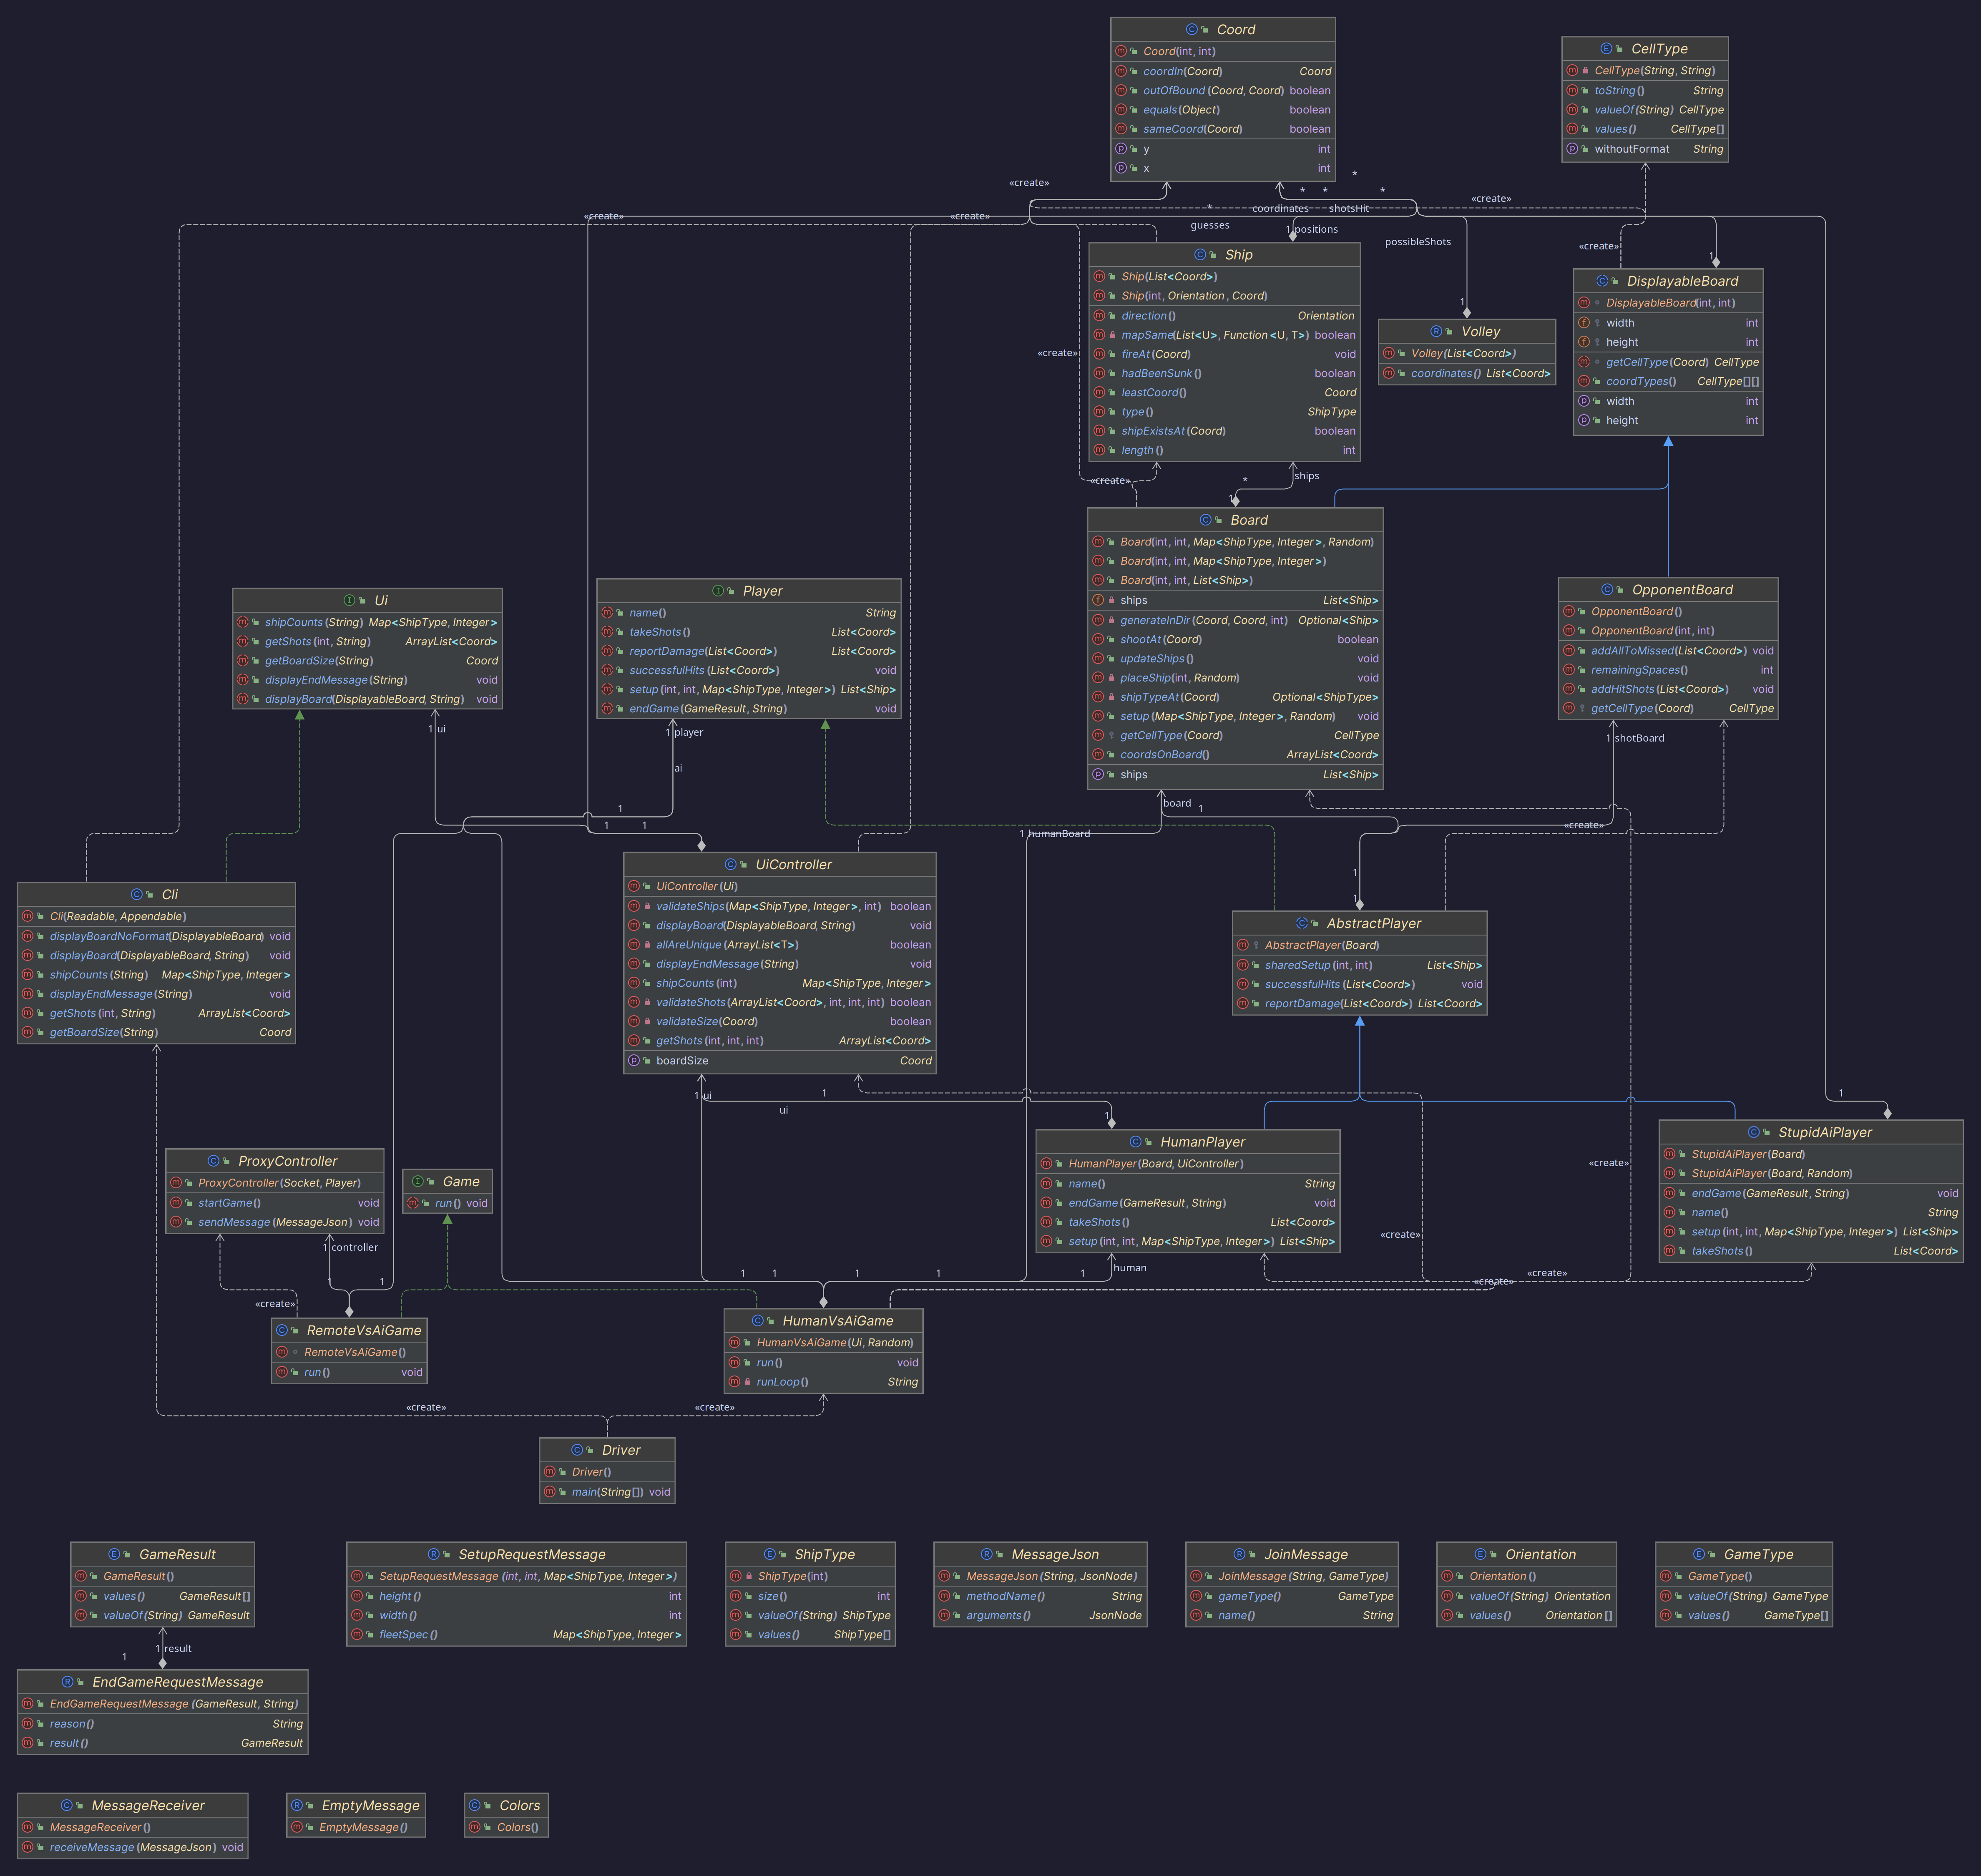 Coord
Coord(int, int)
coordIn(Coord) Coord
outOfBound(Coord, Coord) boolean
equals(Object) boolean
sameCoord(Coord) boolean
y int
x int
CellType
CellType(String, String)
toString() String
valueOf(String) CellType
values() CellType[]
withoutFormat String
«create»
*
* * *
«create»
«create»
«create»
*
coordinates
shotsHit
guesses
1 positions
possibleShots
«create»
1
1
«create»
Ship
Ship(List<Coord>)
Ship(int, Orientation, Coord)
direction() Orientation
mapSame(List<U>, Function<U, T>) boolean
fireAt(Coord) void
hadBeenSunk() boolean
leastCoord() Coord
type() ShipType
shipExistsAt(Coord) boolean
length() int
Volley
Volley(List<Coord>)
coordinates() List<Coord>
DisplayableBoard
DisplayableBoard(int, int)
width int
height int
getCellType(Coord) CellType
coordTypes() CellType[][]
width int
height int
«create»
*
ships
1
Board
Board(int, int, Map<ShipType, Integer>, Random)
Board(int, int, Map<ShipType, Integer>)
Board(int, int, List<Ship>)
ships List<Ship>
generateInDir(Coord, Coord, int) Optional<Ship>
shootAt(Coord) boolean
updateShips() void
placeShip(int, Random) void
shipTypeAt(Coord) Optional<ShipType>
setup(Map<ShipType, Integer>, Random) void
getCellType(Coord) CellType
coordsOnBoard() ArrayList<Coord>
ships List<Ship>
Ui
shipCounts(String) Map<ShipType, Integer>
getShots(int, String) ArrayList<Coord>
getBoardSize(String) Coord
displayEndMessage(String) void
displayBoard(DisplayableBoard, String) void
Player
name() String
takeShots() List<Coord>
reportDamage(List<Coord>) List<Coord>
successfulHits(List<Coord>) void
setup(int, int, Map<ShipType, Integer>) List<Ship>
endGame(GameResult, String) void
OpponentBoard
OpponentBoard()
OpponentBoard(int, int)
addAllToMissed(List<Coord>) void
remainingSpaces() int
addHitShots(List<Coord>) void
getCellType(Coord) CellType
1 ui
1 player
ai
1 shotBoard
board
1
1
1
1
1 humanBoard
«create»
1
1
Cli
Cli(Readable, Appendable)
displayBoardNoFormat(DisplayableBoard) void
displayBoard(DisplayableBoard, String) void
shipCounts(String) Map<ShipType, Integer>
displayEndMessage(String) void
getShots(int, String) ArrayList<Coord>
getBoardSize(String) Coord
UiController
UiController(Ui)
validateShips(Map<ShipType, Integer>, int) boolean
displayBoard(DisplayableBoard, String) void
allAreUnique(ArrayList<T>) boolean
displayEndMessage(String) void
shipCounts(int) Map<ShipType, Integer>
validateShots(ArrayList<Coord>, int, int, int) boolean
validateSize(Coord) boolean
getShots(int, int, int) ArrayList<Coord>
boardSize Coord
AbstractPlayer
AbstractPlayer(Board)
sharedSetup(int, int) List<Ship>
successfulHits(List<Coord>) void
reportDamage(List<Coord>) List<Coord>
1 ui
1
ui
1
1
ProxyController
ProxyController(Socket, Player)
startGame() void
sendMessage(MessageJson) void
Game
run() void
HumanPlayer
HumanPlayer(Board, UiController)
name() String
endGame(GameResult, String) void
takeShots() List<Coord>
setup(int, int, Map<ShipType, Integer>) List<Ship>
StupidAiPlayer
StupidAiPlayer(Board)
StupidAiPlayer(Board, Random)
endGame(GameResult, String) void
name() String
setup(int, int, Map<ShipType, Integer>) List<Ship>
takeShots() List<Coord>
«create»
«create»
1 controller
human
1
1
1
1
1
1
1
«create»
«create»
«create»
RemoteVsAiGame
RemoteVsAiGame()
run() void
HumanVsAiGame
HumanVsAiGame(Ui, Random)
run() void
runLoop() String
«create»
«create»
Driver
Driver()
main(String[]) void
GameResult
GameResult()
values() GameResult[]
valueOf(String) GameResult
SetupRequestMessage
SetupRequestMessage(int, int, Map<ShipType, Integer>)
height() int
width() int
fleetSpec() Map<ShipType, Integer>
ShipType
ShipType(int)
size() int
valueOf(String) ShipType
values() ShipType[]
MessageJson
MessageJson(String, JsonNode)
methodName() String
arguments() JsonNode
JoinMessage
JoinMessage(String, GameType)
gameType() GameType
name() String
Orientation
Orientation()
valueOf(String) Orientation
values() Orientation[]
GameType
GameType()
valueOf(String) GameType
values() GameType[]
1 result
1
EndGameRequestMessage
EndGameRequestMessage(GameResult, String)
reason() String
result() GameResult
MessageReceiver
MessageReceiver()
receiveMessage(MessageJson) void
EmptyMessage
EmptyMessage()
Colors
Colors()